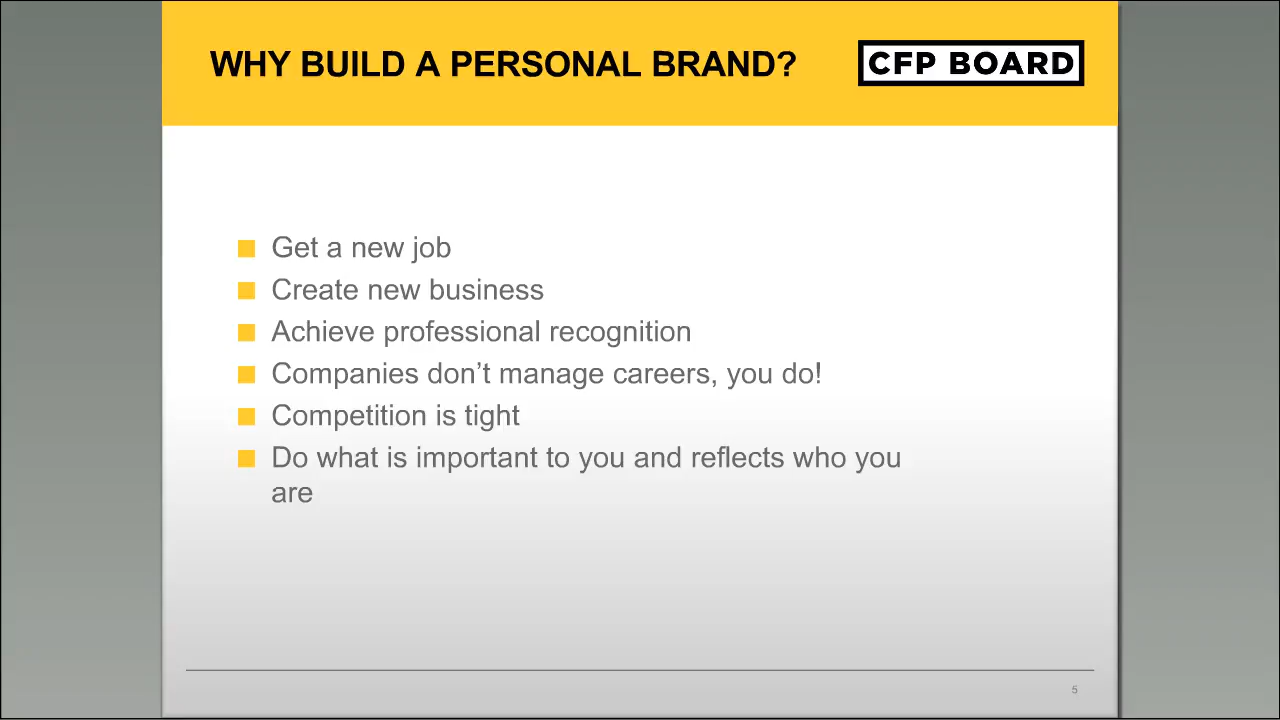 WHY BUILD A PERSONAL BRAND?
CFP BOARD
Get a new job
Create new business
Achieve professional recognition
Companies don’t manage careers, you do!
Competition is tight
Do what is important to you and reflects who you
are
5